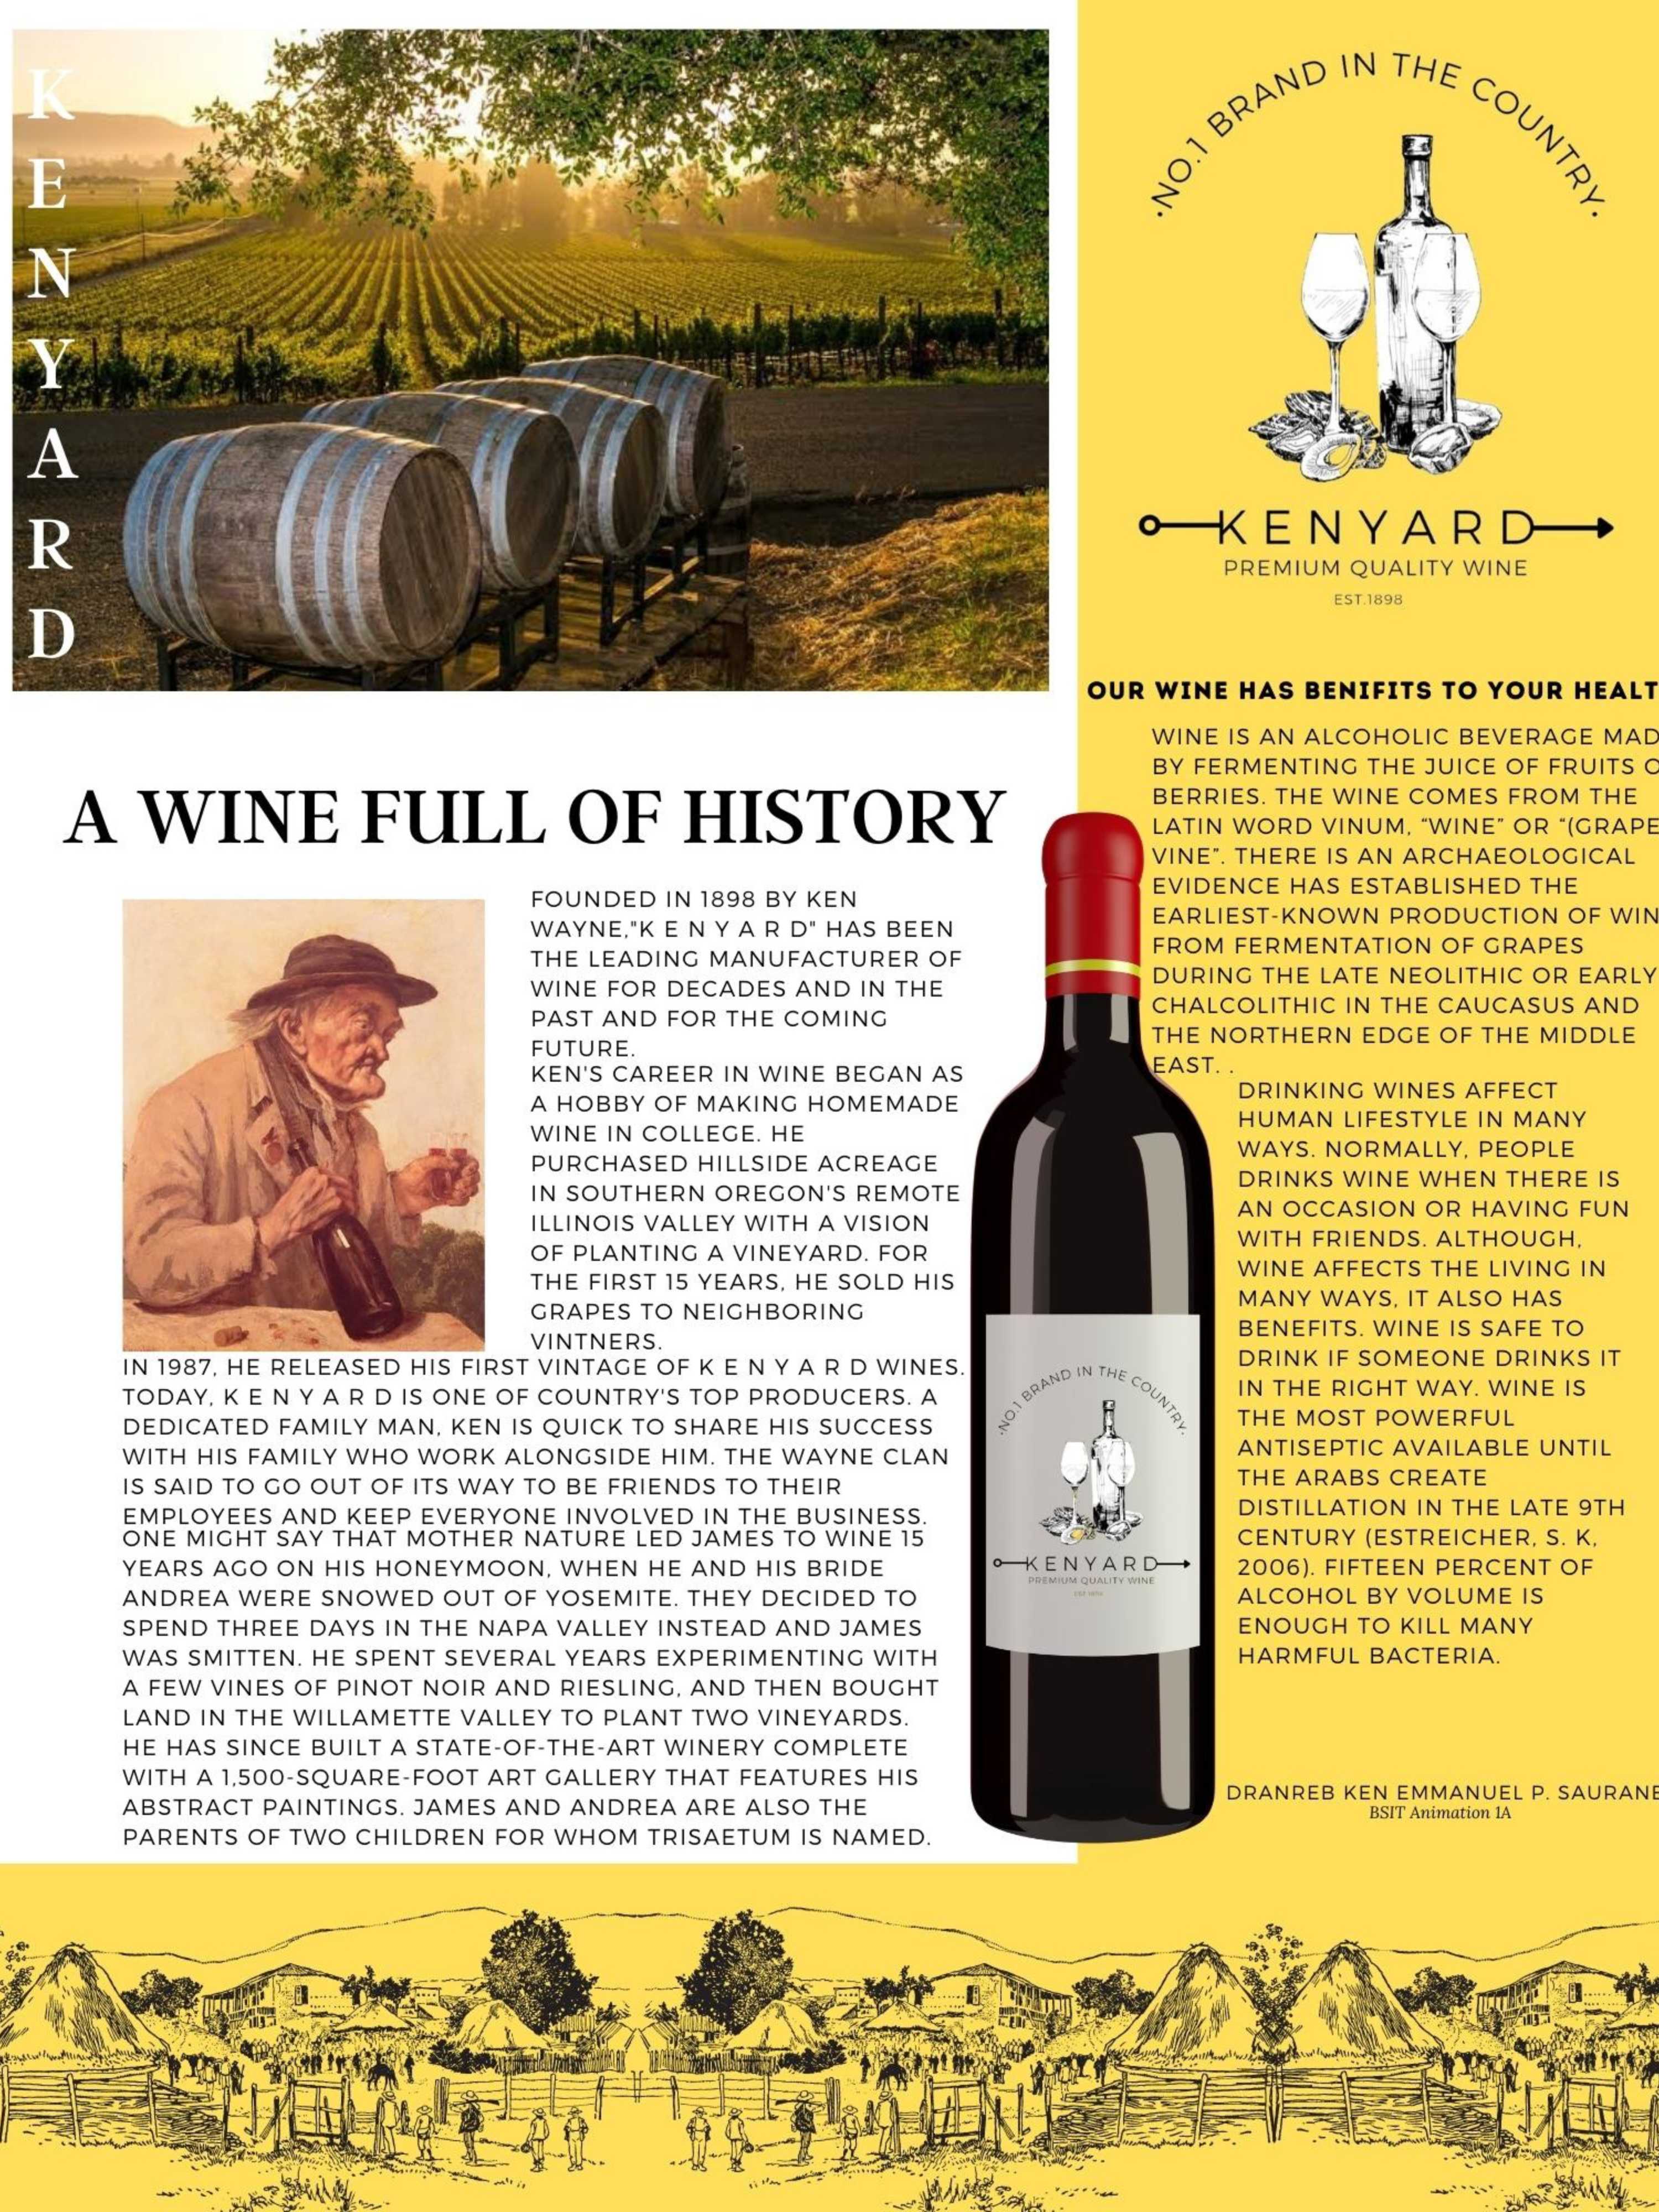 K
E
N
Y
A
R
D
·NO.1 BRAND IN THE COUNTRY.
KENYARD
PREMIUM QUALITY WINE
EST.1898
OUR WINE HAS BENIFITS TO YOUR HEALT
WINE IS AN ALCOHOLIC BEVERAGE MAD
BY FERMENTING THE JUICE OF FRUITS O
BERRIES. THE WINE COMES FROM THE
LATIN WORD VINUM, “WINE” OR “(GRAPE
VINE”. THERE IS AN ARCHAEOLOGICAL
EVIDENCE HAS ESTABLISHED THE
EARLIEST-KNOWN PRODUCTION OF WIN
FROM FERMENTATION OF GRAPES
DURING THE LATE NEOLITHIC OR EARLY
CHALCOLITHIC IN THE CAUCASUS AND
THE NORTHERN EDGE OF THE MIDDLE
EAST. .
DRINKING WINES AFFECT
HUMAN LIFESTYLE IN MANY
WAYS. NORMALLY, PEOPLE
DRINKS WINE WHEN THERE IS
AN OCCASION OR HAVING FUN
WITH FRIENDS. ALTHOUGH,
WINE AFFECTS THE LIVING IN
MANY WAYS, IT ALSO HAS
BENEFITS. WINE IS SAFE TO
DRINK IF SOMEONE DRINKS IT
IN THE RIGHT WAY. WINE IS
THE MOST POWERFUL
ANTISEPTIC AVAILABLE UNTIL
THE ARABS CREATE
DISTILLATION IN THE LATE 9TH
CENTURY (ESTREICHER, S. K,
2006). FIFTEEN PERCENT OF
ALCOHOL BY VOLUME IS
ENOUGH TO KILL MANY
HARMFUL BACTERIA.
DRANREB KEN EMMANUEL P. SAURANE
BSIT Animation 1A
A WINE FULL OF HISTORY
FOUNDED IN 1898 BY KEN
WAYNE,"K E N Y A R D" HAS BEEN
THE LEADING MANUFACTURER OF
WINE FOR DECADES AND IN THE
PAST AND FOR THE COMING
FUTURE.
KEN'S CAREER IN WINE BEGAN AS
A HOBBY OF MAKING HOMEMADE
WINE IN COLLEGE. HE
PURCHASED HILLSIDE ACREAGE
IN SOUTHERN OREGON'S REMOTE
ILLINOIS VALLEY WITH A VISION
OF PLANTING A VINEYARD. FOR
THE FIRST 15 YEARS, HE SOLD HIS
GRAPES TO NEIGHBORING
VINTNERS.
IN 1987, HE RELEASED HIS FIRST VINTAGE OF K E N Y A R D WINES.
TODAY, K E N Y A R D IS ONE OF COUNTRY'S TOP PRODUCERS. A
DEDICATED FAMILY MAN, KEN IS QUICK TO SHARE HIS SUCCESS
WITH HIS FAMILY WHO WORK ALONGSIDE HIM. THE WAYNE CLAN
IS SAID TO GO OUT OF ITS WAY TO BE FRIENDS TO THEIR
EMPLOYEES AND KEEP EVERYONE INVOLVED IN THE BUSINESS.
ONE MIGHT SAY THAT MOTHER NATURE LED JAMES TO WINE 15
YEARS AGO ON HIS HONEYMOON, WHEN HE AND HIS BRIDE
ANDREA WERE SNOWED OUT OF YOSEMITE. THEY DECIDED TO
SPEND THREE DAYS IN THE NAPA VALLEY INSTEAD AND JAMES
WAS SMITTEN. HE SPENT SEVERAL YEARS EXPERIMENTING WITH
A FEW VINES OF PINOT NOIR AND RIESLING, AND THEN BOUGHT
LAND IN THE WILLAMETTE VALLEY TO PLANT TWO VINEYARDS.
HE HAS SINCE BUILT A STATE-OF-THE-ART WINERY COMPLETE
WITH A 1,500-SQUARE-FOOT ART GALLERY THAT FEATURES HIS
ABSTRACT PAINTINGS. JAMES AND ANDREA ARE ALSO THE
PARENTS OF TWO CHILDREN FOR WHOM TRISAETUM IS NAMED.
·NO.1 BRAND IN THE COUNTRY.
KENYARD
PREMIUM QUALITY WINE